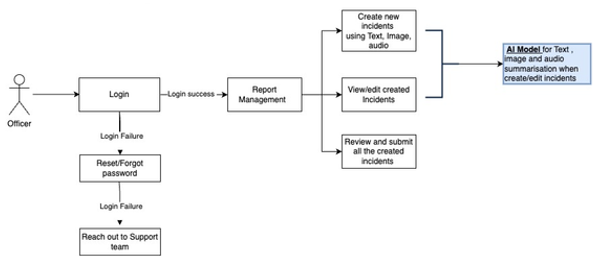 Officer
Login
Login success
Report
Management
Create new
incidents
using Text, Image,
audio
View/edit created
Incidents
Review and submit
all the created
incidents
AI Model for Text ,
image and audio
summarisation when
create/edit incidents
Login Failure
Reset/Forgot
password
Login Failure
Reach out to Support
team